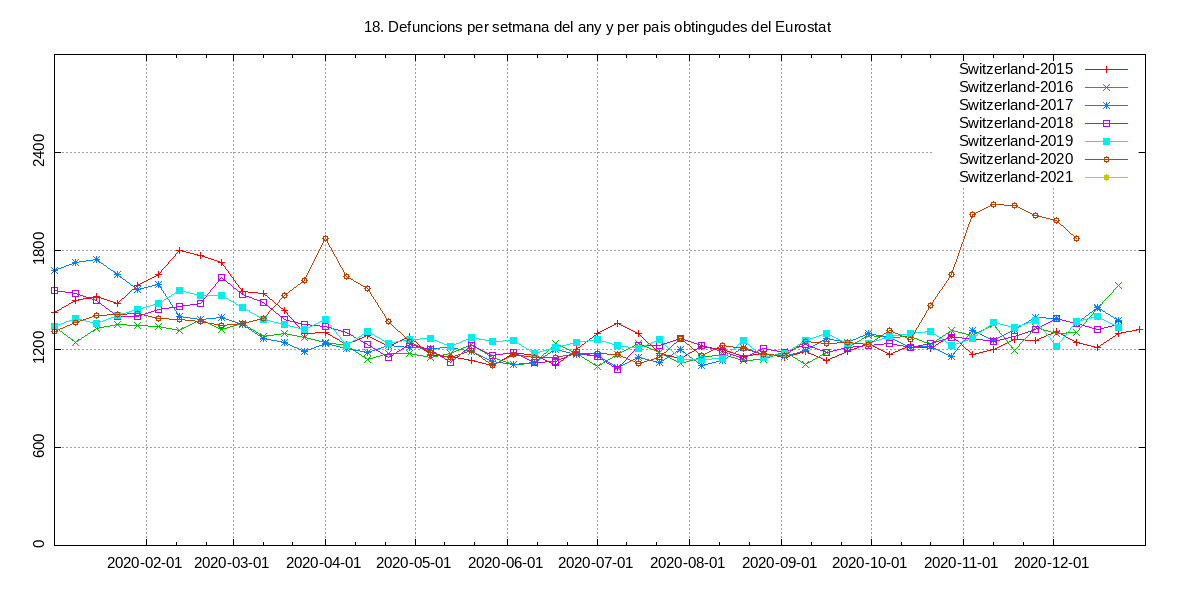 18. Defuncions per setmana del any y per pais obtingudes del Eurostat
Switzerland-2015
Switzerland-2016
Switzerland-2017
Switzerland-2018
Switzerland-2019
Switzerland-2020
Switzerland-2021
2400
1800
1200
600
0
2020-02-01 2020-03-01 2020-04-01 2020-05-01 2020-06-01 2020-07-01 2020-08-01 2020-09-01 2020-10-01 2020-11-01 2020-12-01